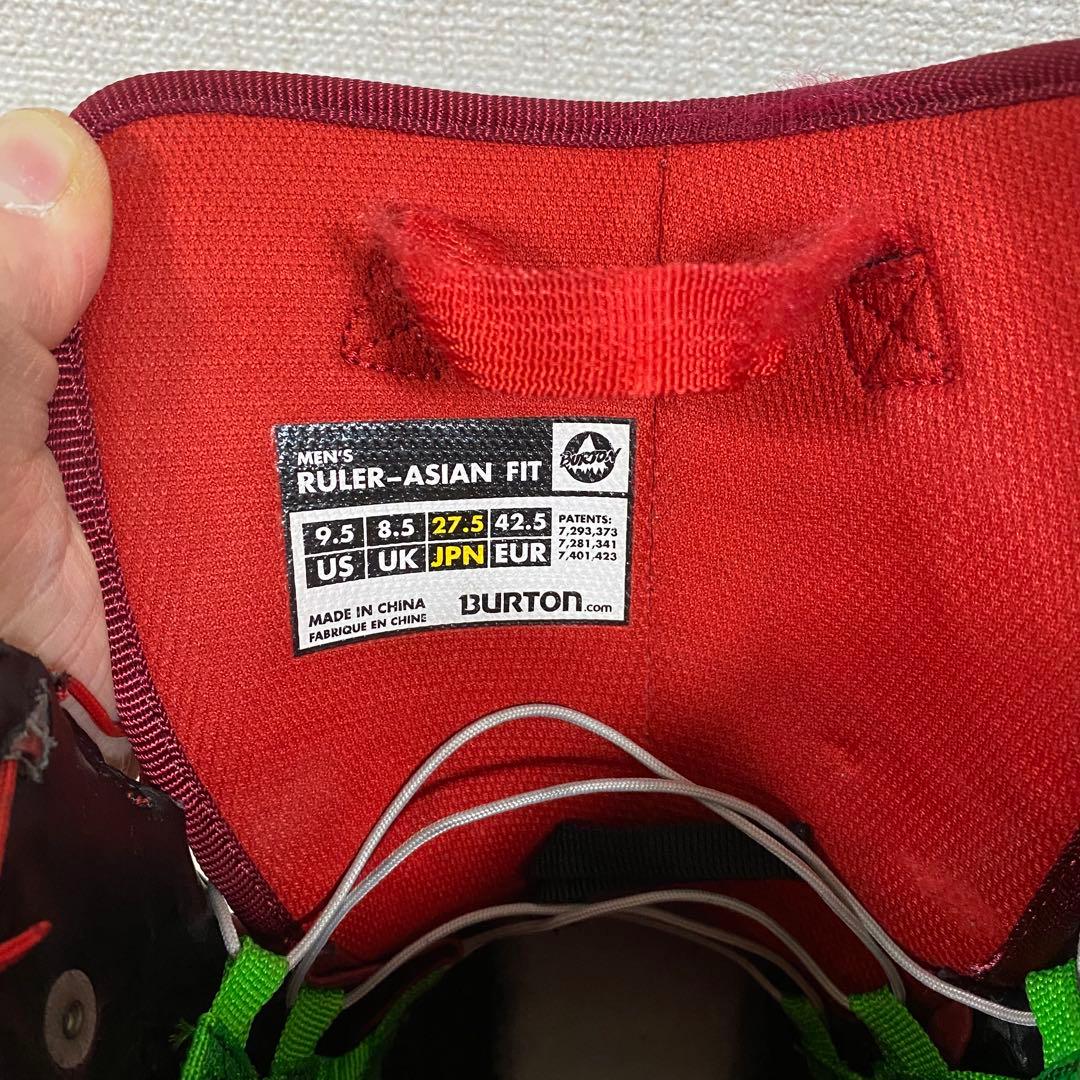 MEN'S
RULER-ASIAN FIT
BURTON
9.5 8.5 27.5 42.5
US UK JPN EUR
PATENTS:
7,293,373
7,281,341
7,401,423
MADE IN CHINA
FABRIQUE EN CHINE
BURTON.com